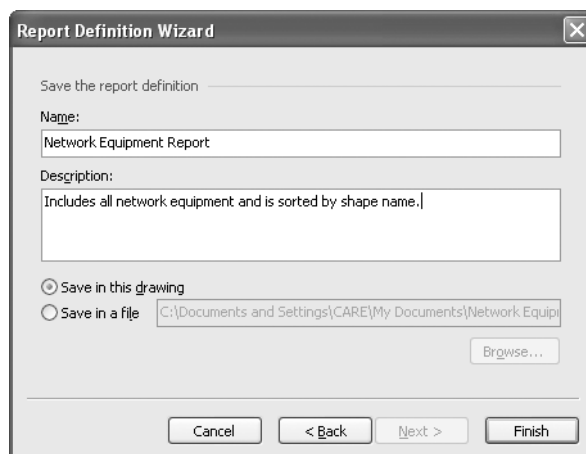 Report Definition Wizard
Save the report definition
Name:
Network Equipment Report
Description:
Includes all network equipment and is sorted by shape name.
Save in this drawing
Save in a file C:\Documents and Settings\CARE\My Documents\Network Equip
Browse...
Cancel < Back Next > Finish